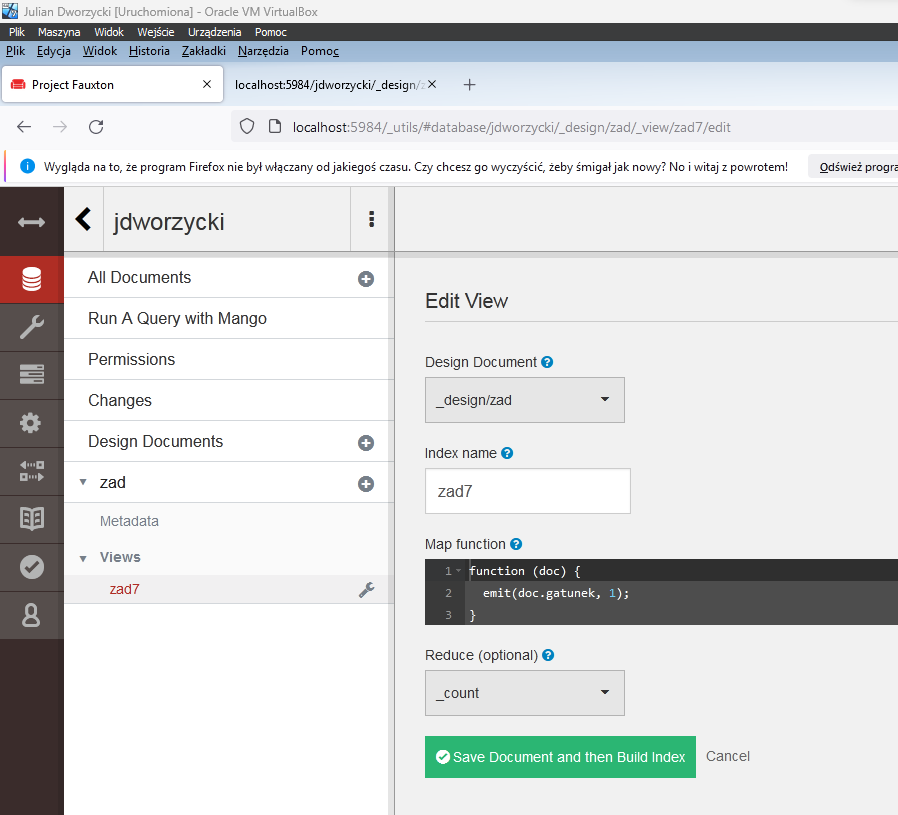 Julian Dworzycki [Uruchomiona] - Oracle VM VirtualBox
Plik Maszyna Widok Wejście Urządzenia Pomoc
Plik Edycja Widok Historia Zakładki Narzędzia Pomoc
Project Fauxton
localhost:5984/jdworzycki/_design/z
localhost:5984/_utils/#database/jdworzycki/_design/zad/_view/zad7/edit
Wygląda na to, że program Firefox nie był włączany od jakiegoś czasu. Czy chcesz go wyczyścić, żeby śmigał jak nowy? No i witaj z powrotem!
Odśwież progra
jdworzycki
All Documents
Run A Query with Mango
Permissions
Changes
Design Documents
zad
Metadata
Views
zad7
Edit View
Design Document
_design/zad
Index name
zad7
Map function
1 function (doc) {
2 emit(doc.gatunek, 1);
3 }
Reduce (optional)
_count
Save Document and then Build Index
Cancel